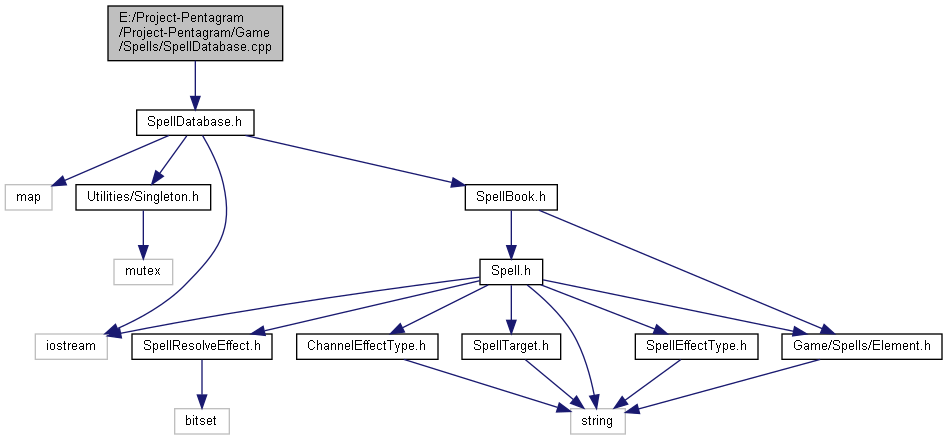 E:/Project-Pentagram
/Project-Pentagram/Game
/Spells/SpellDatabase.cpp
SpellDatabase.h
map
Utilities/Singleton.h
SpellBook.h
mutex
Spell.h
iostream
SpellResolveEffect.h
ChannelEffectType.h
SpellTarget.h
SpellEffectType.h
Game/Spells/Element.h
bitset
string